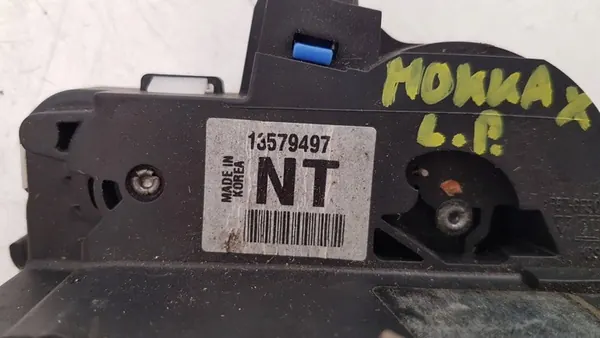 MOKKA X
L.P.
13579497
MADE IN
KOREA
NT